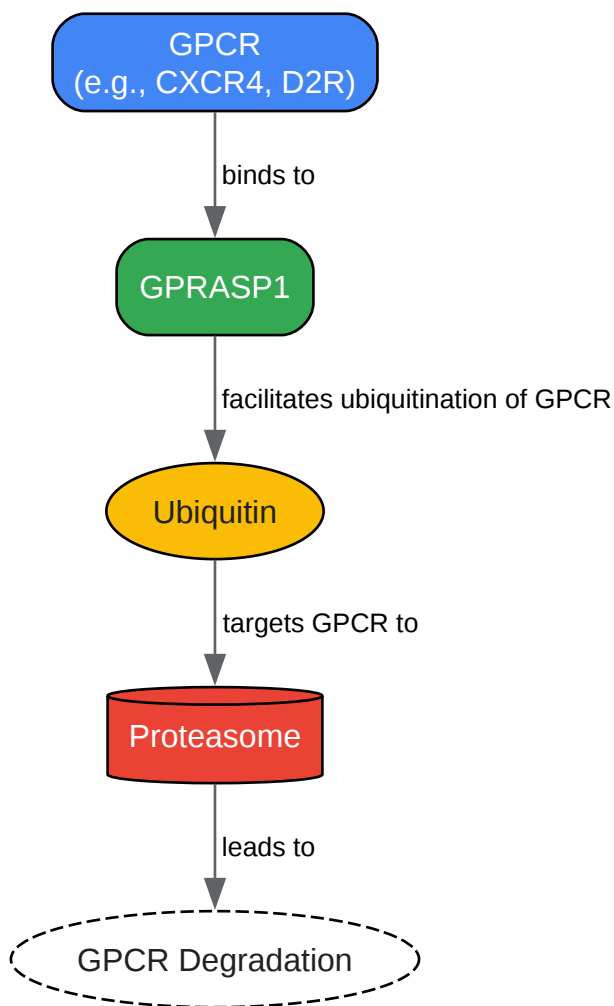 GPCR
(e.g., CXCR4, D2R)
binds to
GPRASP1
facilitates ubiquitination of GPCR
Ubiquitin
targets GPCR to
Proteasome
leads to
GPCR Degradation